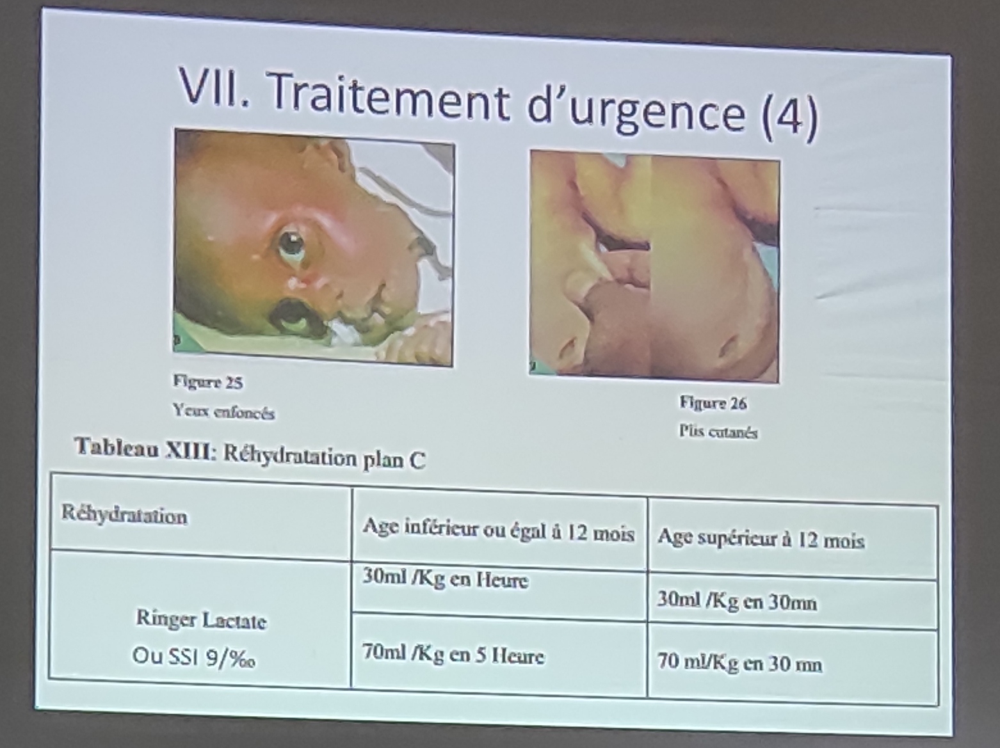 VII. Traitement d’urgence (4)
Figure 25
Yeux enfoncés
Figure 26
Plis cutanés
Tableau XIII: Réhydratation plan C
Réhydratation
Age inférieur ou égal à 12 mois
Age supérieur à 12 mois
Ringer Lactate
Ou SSI 9/‰
30ml /Kg en Heure
30ml /Kg en 30mn
70ml /Kg en 5 Heure
70 ml/Kg en 30 mn